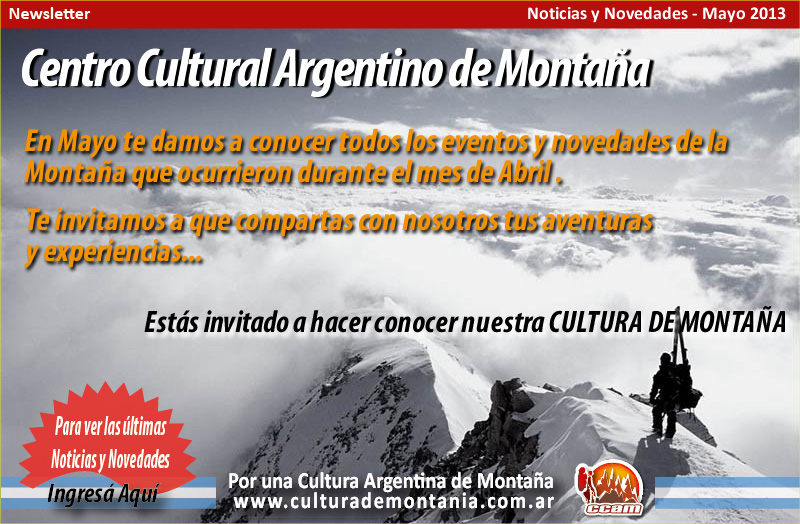 Newsletter
Noticias y Novedades - Mayo 2013
Centro Cultural Argentino de Montaña
En Mayo te damos a conocer todos los eventos y novedades de la
Montaña que ocurrieron durante el mes de Abril .
Te invitamos a que compartas con nosotros tus aventuras
y experiencias...
Estás invitado a hacer conocer nuestra CULTURA DE MONTAÑA
Para ver las últimas
Noticias y Novedades
Ingresá Aquí
Por una Cultura Argentina de Montaña
www.culturademontania.com.ar
ccam